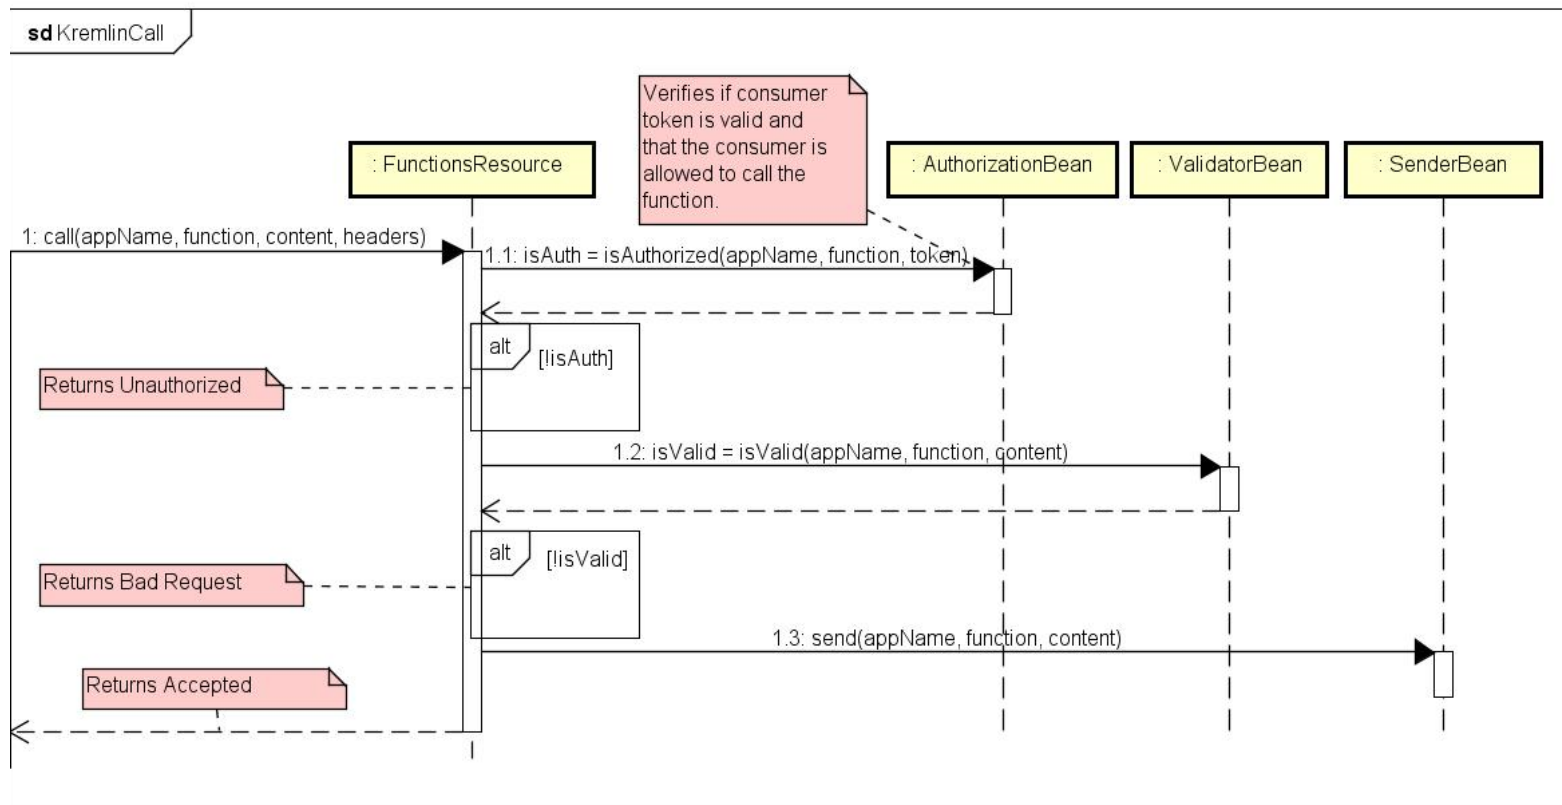 sd KremlinCall
Verifies if consumer
token is valid and
that the consumer is
allowed to call the
function.
: FunctionsResource
: AuthorizationBean
: ValidatorBean
: SenderBean
1: call(appName, function, content, headers)
1.1: isAuth = isAuthorized(appName, function, token)
alt
[!isAuth]
Returns Unauthorized
1.2: isValid = isValid(appName, function, content)
alt
[!isValid]
Returns Bad Request
1.3: send(appName, function, content)
Returns Accepted